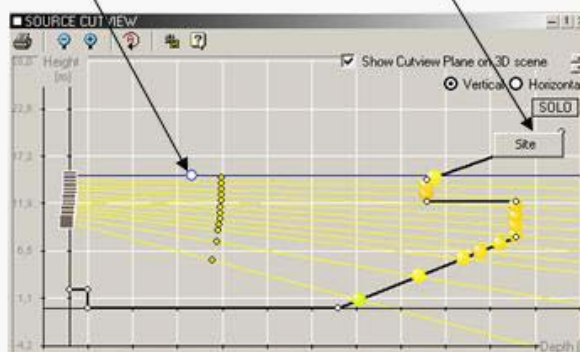 SOURCE CUTVIEW
Show Cutview Plane on 3D scene
Height
[m]
Vertical
Horizonta
SOLO
22,8
Site
17,2
11,8
6,5
1,1
-4,2
Depth [